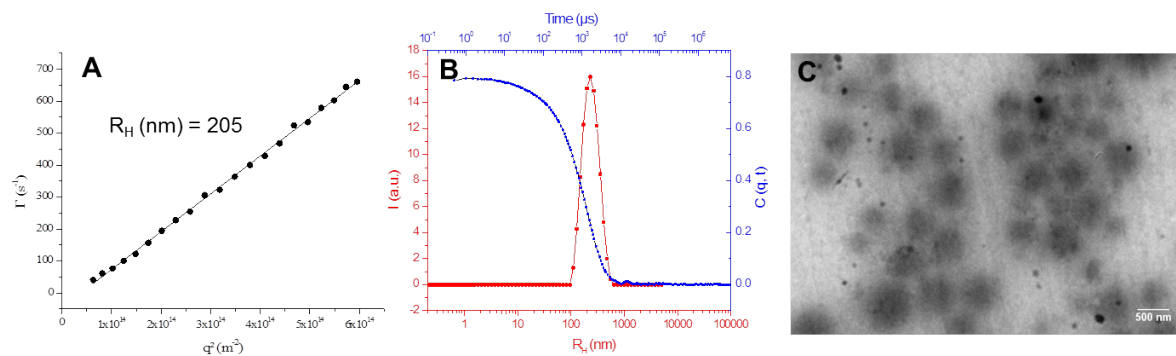 A
R_H (nm) = 205
700
600
500
400
300
200
100
0
Γ (s⁻¹)
0
1x10¹⁴
2x10¹⁴
3x10¹⁴
4x10¹⁴
5x10¹⁴
6x10¹⁴
q² (m⁻²)
Time (µs)
10⁻¹
10⁰
10¹
10²
10³
10⁴
10⁵
10⁶
B
18
16
14
12
10
8
6
4
2
0
-2
I (a.u.)
0.8
0.6
0.4
0.2
0.0
C (q, t)
1
10
100
1000
10000
100000
R_H (nm)
C
500 nm